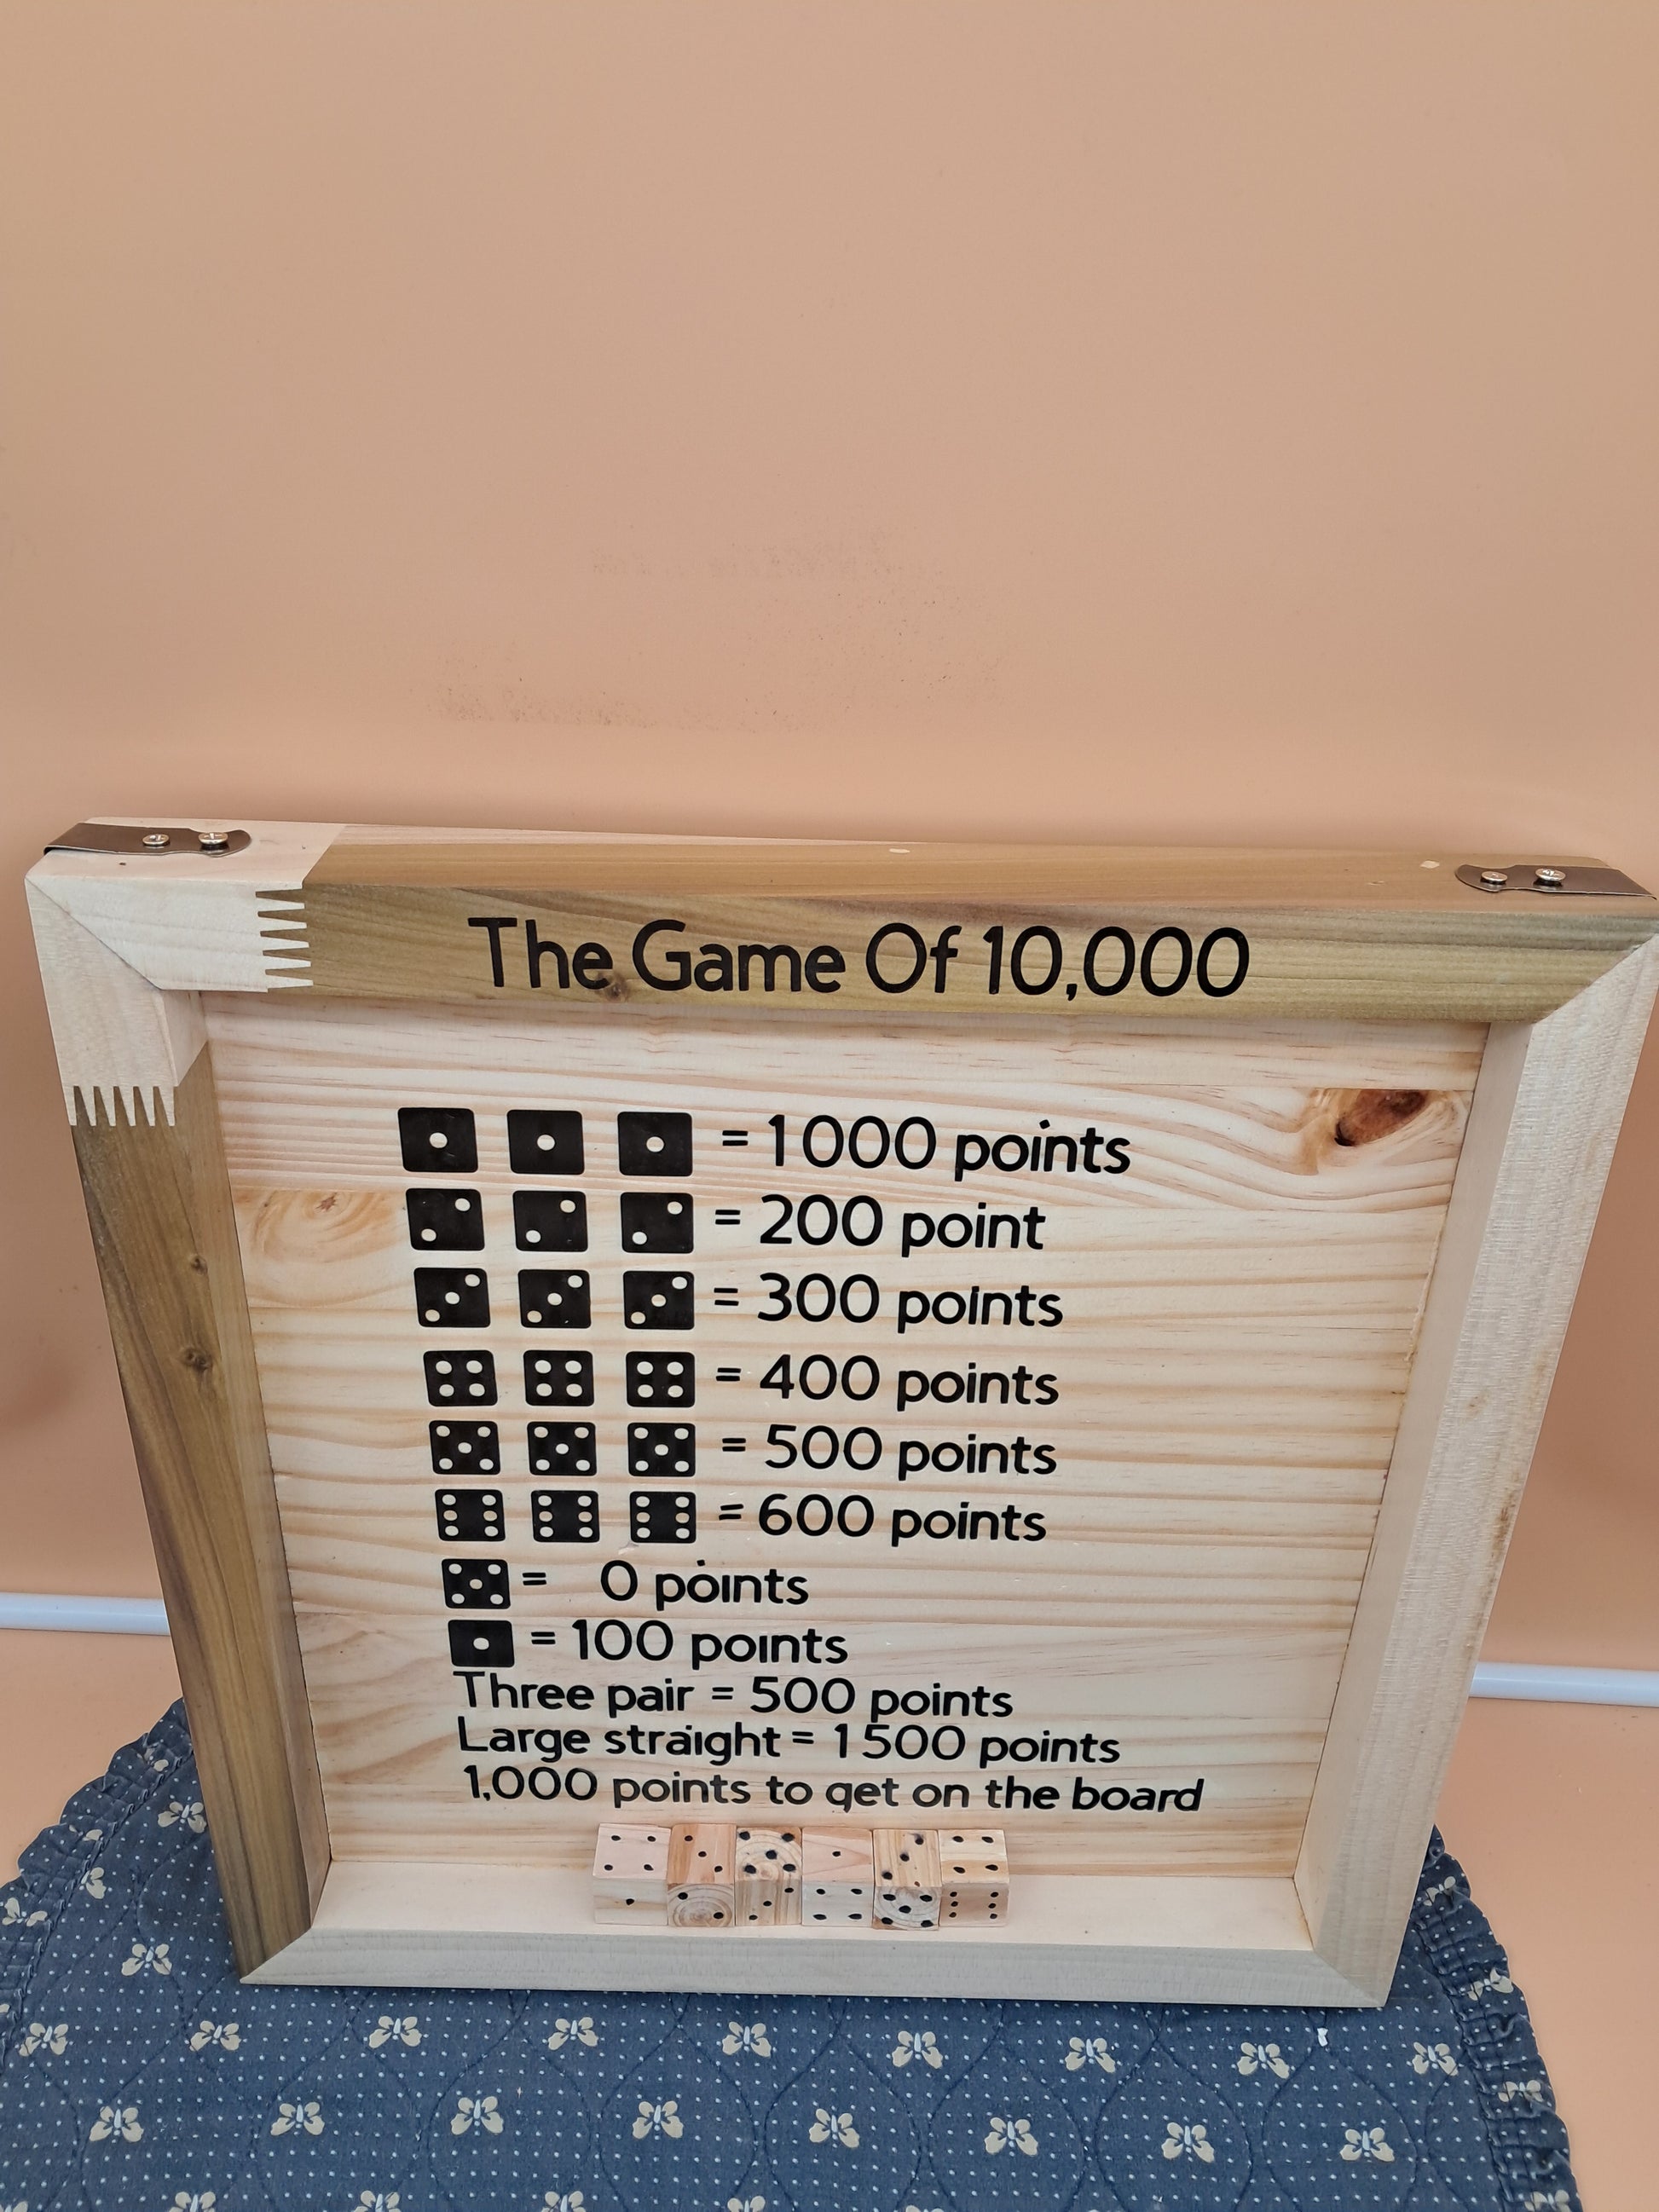 The Game Of 10,000
= 1000 points
= 200 point
= 300 points
= 400 points
= 500 points
= 600 points
= 0 points
= 100 points
Three pair = 500 points
Large straight = 1500 points
1,000 points to get on the board